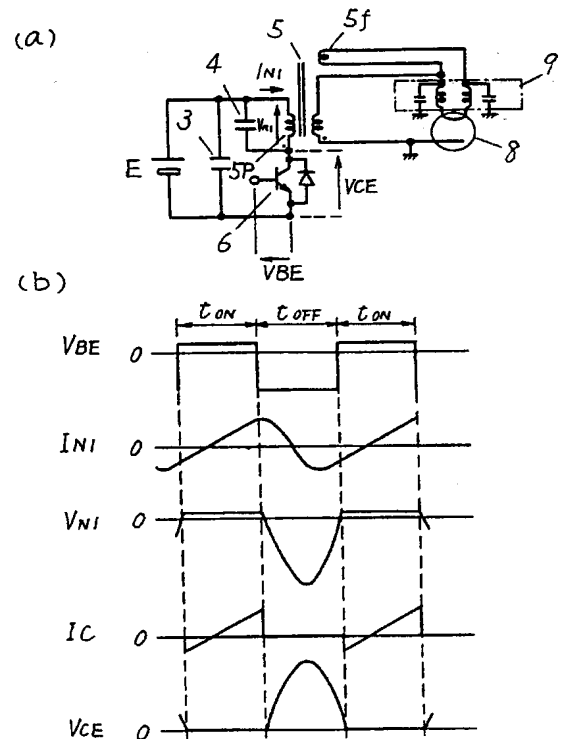 (a)
5f
5
9
4
IN1
3
VN1
E
5P
VCE
8
6
VBE
(b)
tON tOFF tON
VBE 0
IN1 0
VN1 0
IC 0
VCE 0